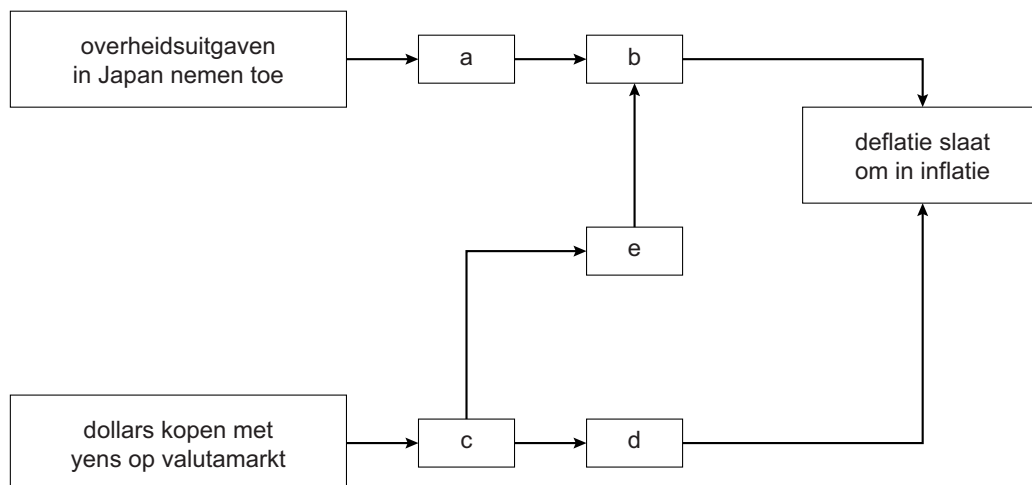 overheidsuitgaven
in Japan nemen toe
a
b
deflatie slaat
om in inflatie
e
dollars kopen met
yens op valutamarkt
c
d